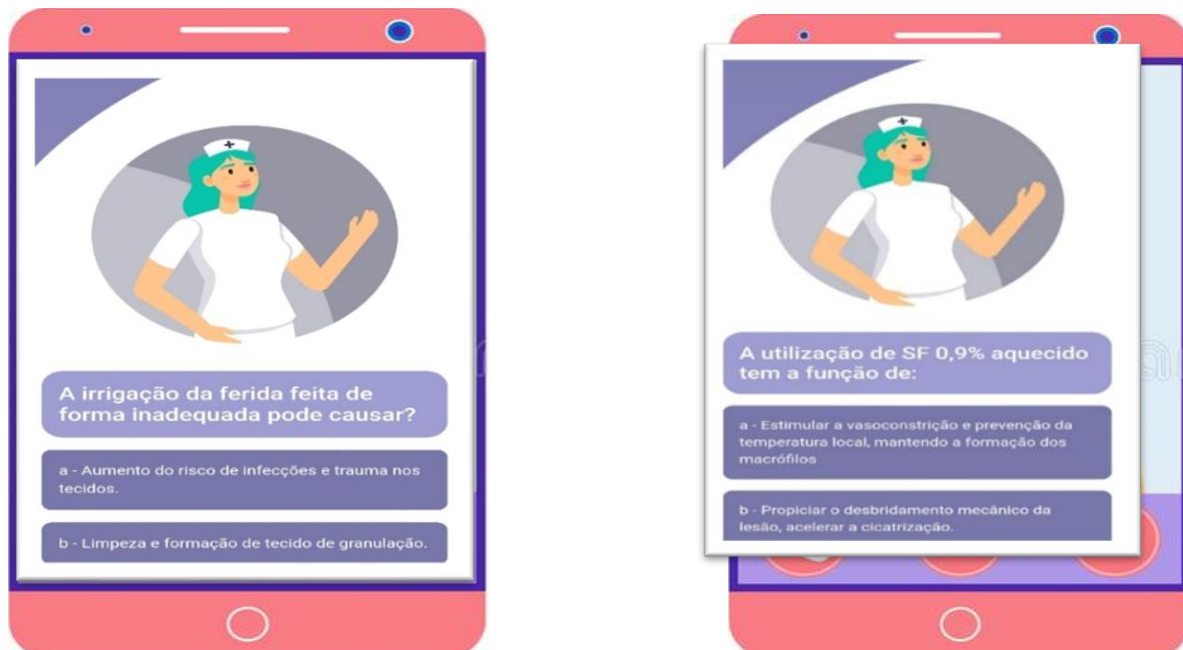 A irrigação da ferida feita de
forma inadequada pode causar?
a - Aumento do risco de infecções e trauma nos
tecidos.
b - Limpeza e formação de tecido de granulação.
A utilização de SF 0,9% aquecido
tem a função de:
a - Estimular a vasoconstrição e prevenção da
temperatura local, mantendo a formação dos
macrófilos
b - Propiciar o desbridamento mecânico da
lesão, acelerar a cicatrização.